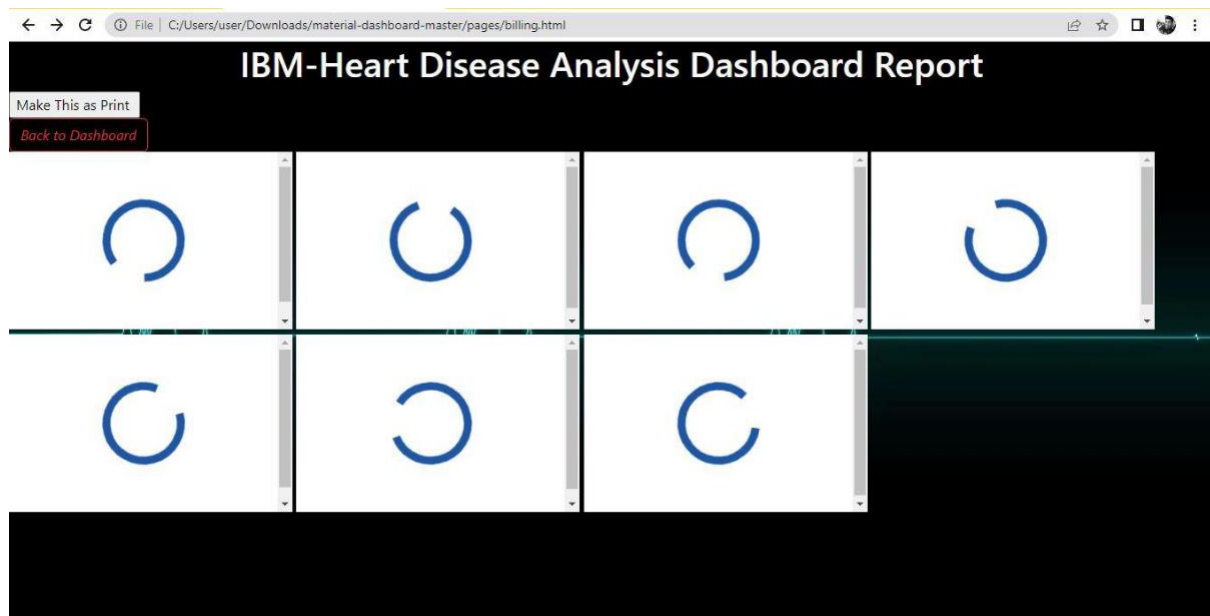 File | C:/Users/user/Downloads/material-dashboard-master/pages/billing.html
IBM-Heart Disease Analysis Dashboard Report
Make This as Print
Back to Dashboard